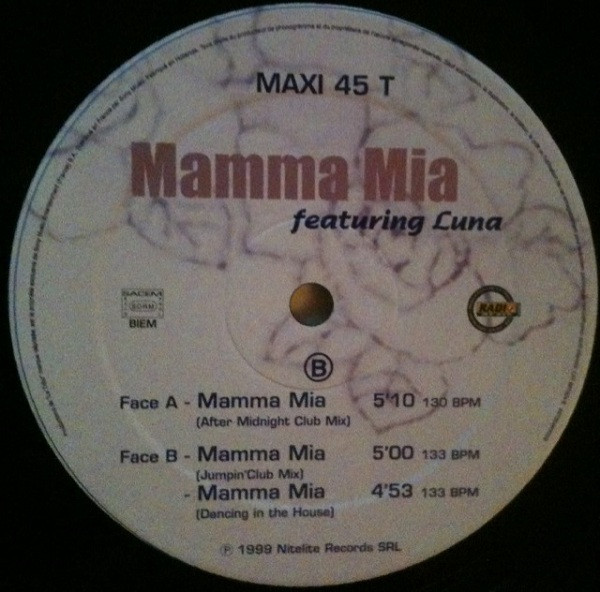 MAXI 45 T
Mamma Mia
featuring Luna
SACEM
SDRM
BIEM
RADIO
B
Face A - Mamma Mia 5'10 130 BPM
(After Midnight Club Mix)
Face B - Mamma Mia 5'00 133 BPM
(Jumpin'Club Mix)
- Mamma Mia 4'53 133 BPM
(Dancing in the House)
℗ 1999 Nitelite Records SRL